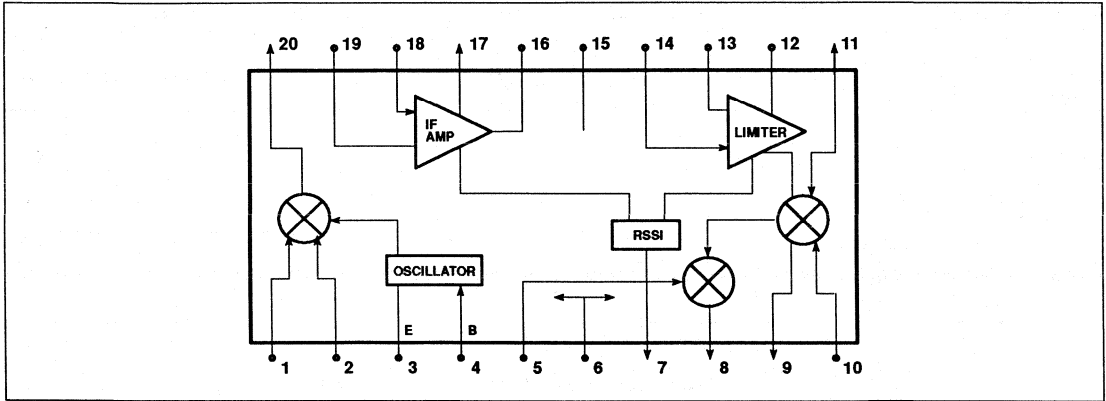 20 19 18 17 16 15 14 13 12 11
IF
AMP
LIMITER
RSSI
OSCILLATOR
E B
1 2 3 4 5 6 7 8 9 10